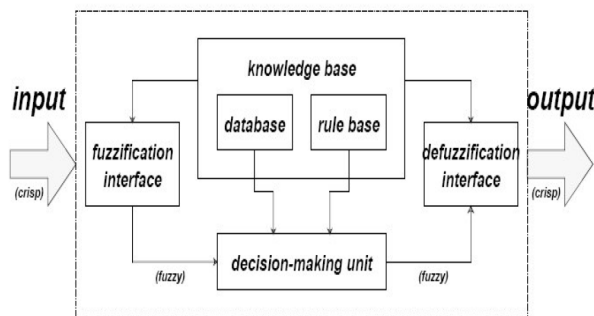 knowledge base
input
output
database
rule base
fuzzification
interface
defuzzification
interface
(crisp)
(crisp)
decision-making unit
(fuzzy)
(fuzzy)